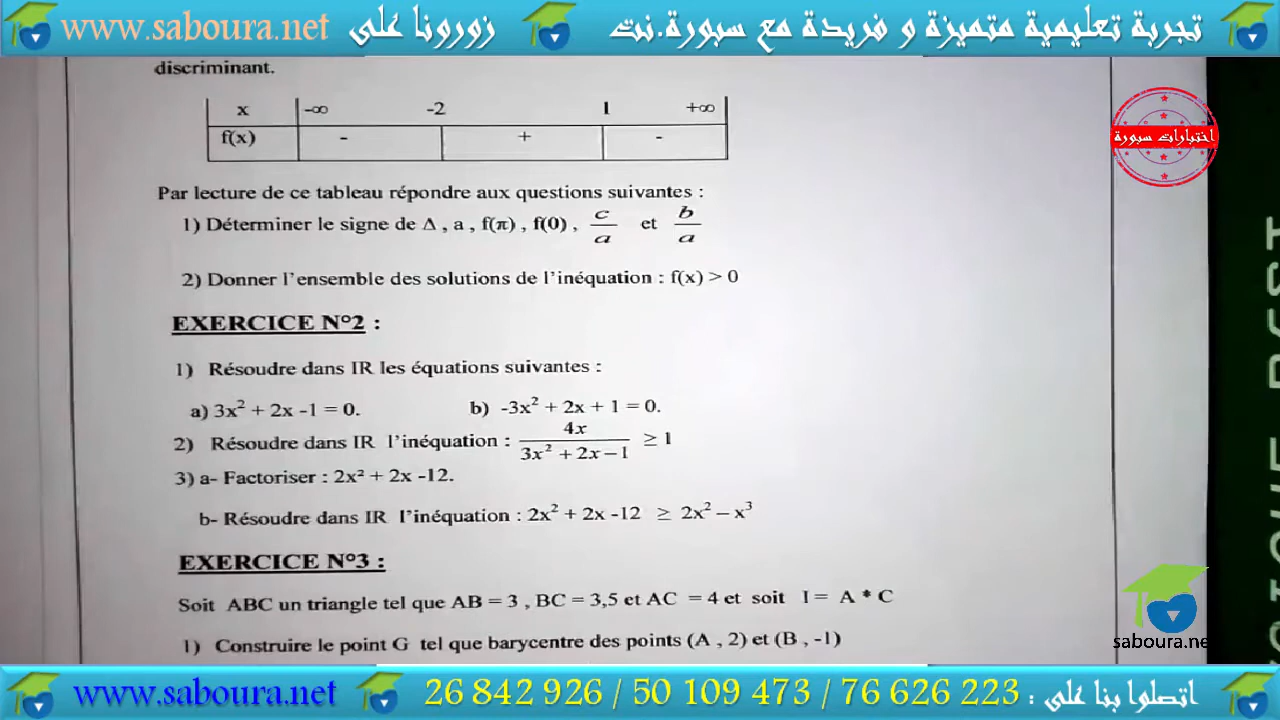 www.saboura.net زورونا على تجربة تعليمية متميزة و فريدة مع سبورة.نت
discriminant.
x -∞ -2 1 +∞
f(x) - + -
اختبارات سبورة
Par lecture de ce tableau répondre aux questions suivantes :
1) Déterminer le signe de Δ , a , f(π) , f(0) , c/a et b/a
2) Donner l'ensemble des solutions de l'inéquation : f(x) > 0
EXERCICE N°2 :
1) Résoudre dans IR les équations suivantes :
a) 3x² + 2x -1 = 0. b) -3x² + 2x + 1 = 0.
2) Résoudre dans IR l'inéquation : 4x/(3x² + 2x – 1) ≥ 1
3) a- Factoriser : 2x² + 2x -12.
b- Résoudre dans IR l'inéquation : 2x² + 2x -12 ≥ 2x² – x³
EXERCICE N°3 :
Soit ABC un triangle tel que AB = 3 , BC = 3,5 et AC = 4 et soit I = A * C
1) Construire le point G tel que barycentre des points (A , 2) et (B , -1)
saboura.ne
www.saboura.net 26 842 926 / 50 109 473 / 76 626 223 : اتصلوا بنا على